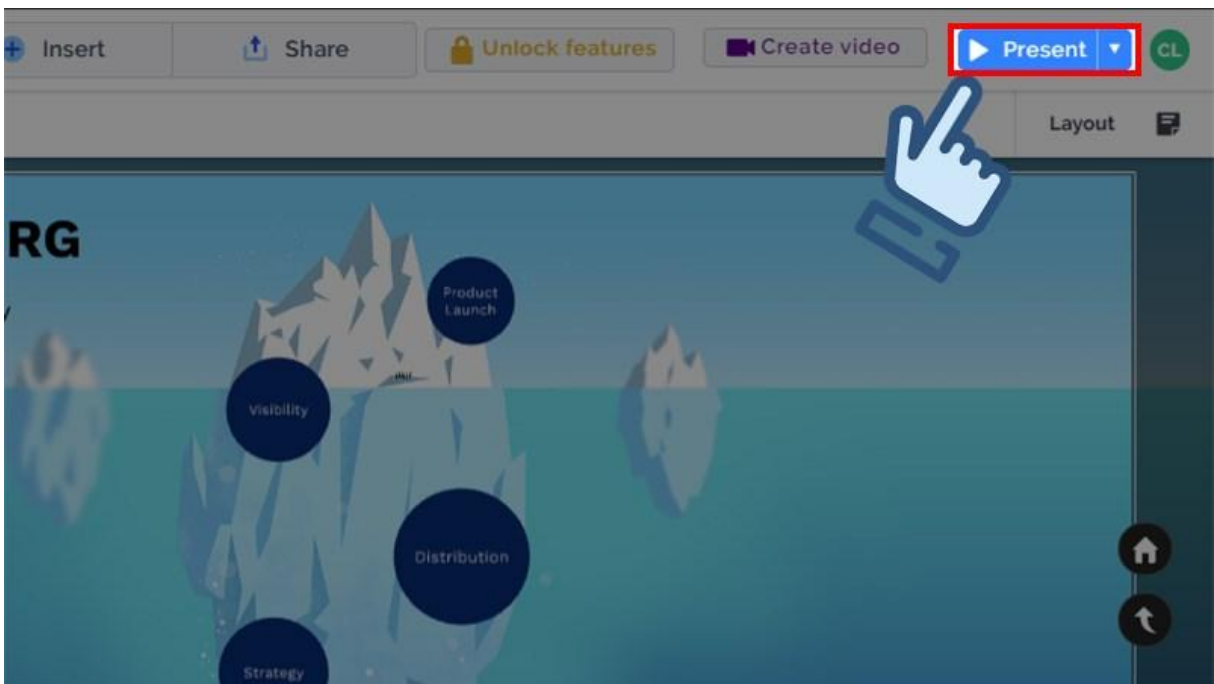 Insert
Share
Unlock features
Create video
Present
CL
Layout
RG
y
Product
Launch
Visibility
Distribution
Strategy